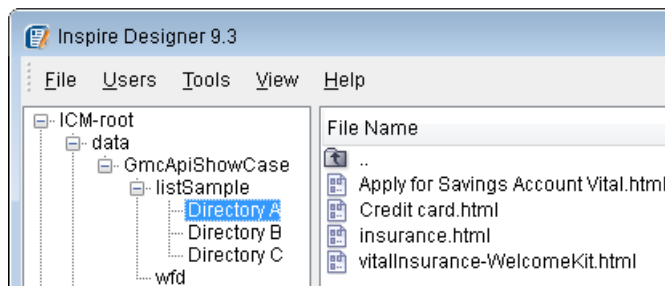 Inspire Designer 9.3
File Users Tools View Help
ICM-root
data
GmcApiShowCase
listSample
Directory A
Directory B
Directory C
wfd
File Name
..
Apply for Savings Account Vital.html
Credit card.html
insurance.html
vitalInsurance-WelcomeKit.html